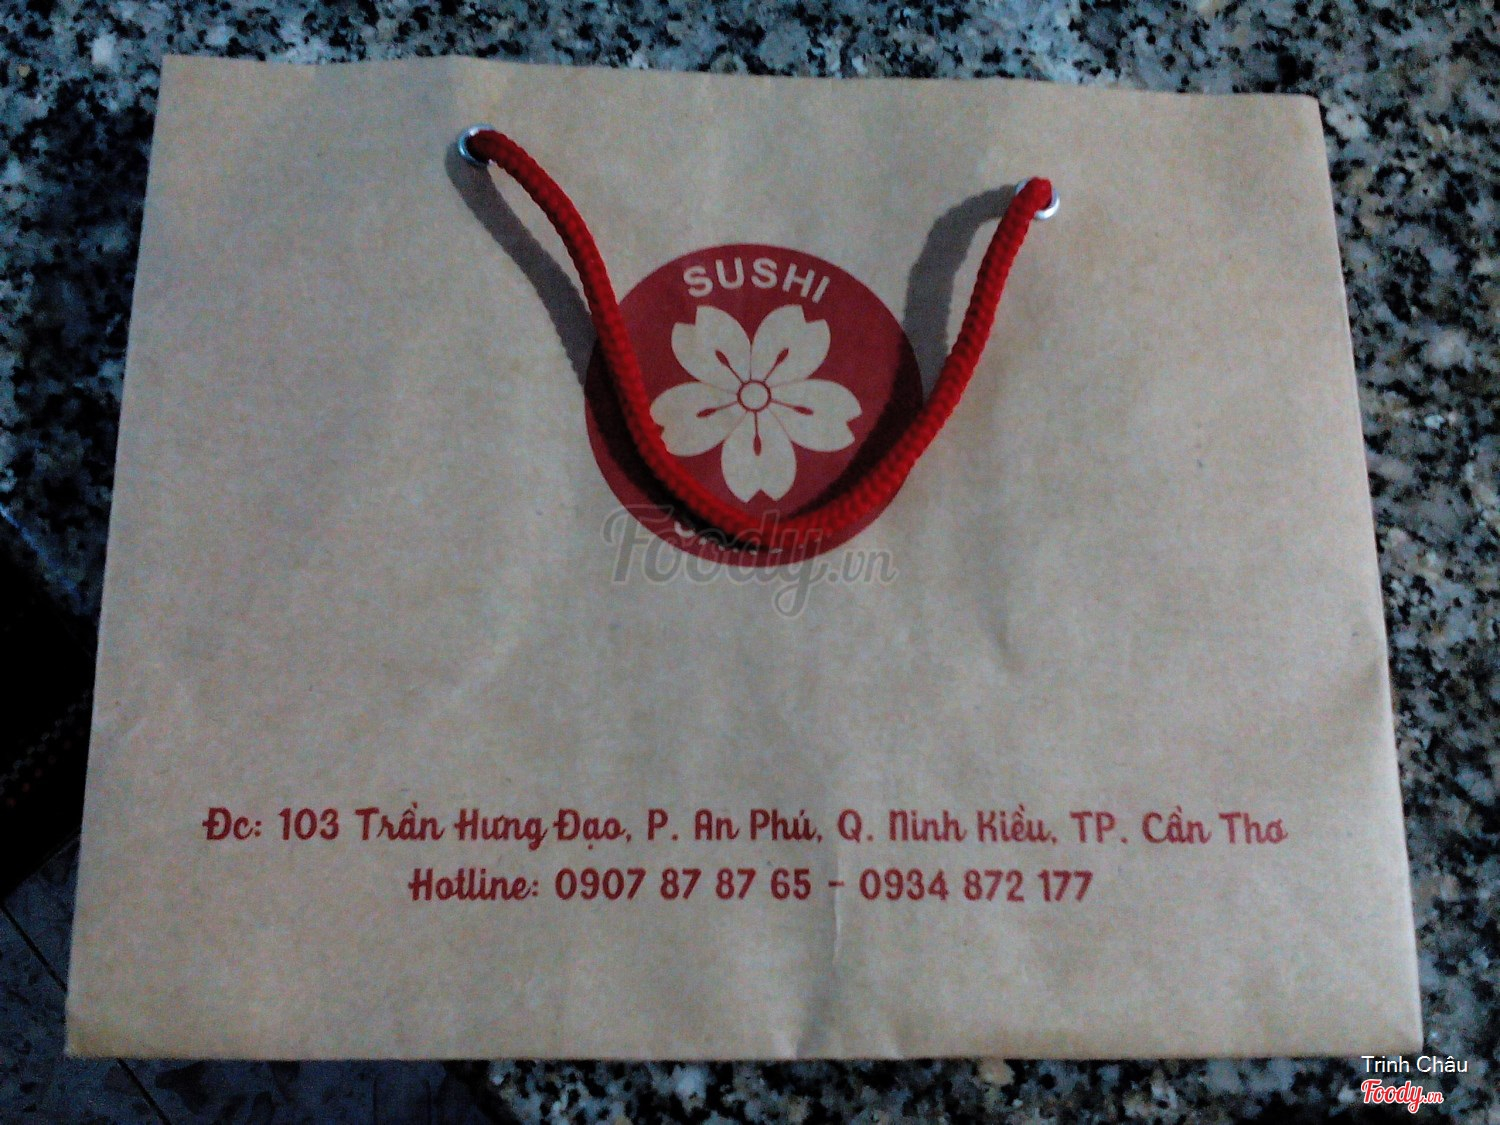 SUSHI
Foody.vn
Đc: 103 Trần Hưng Đạo, P. An Phú, Q. Ninh Kiều, TP. Cần Thơ
Hotline: 0907 87 87 65 - 0934 872 177
Trinh Châu
Foody.vn